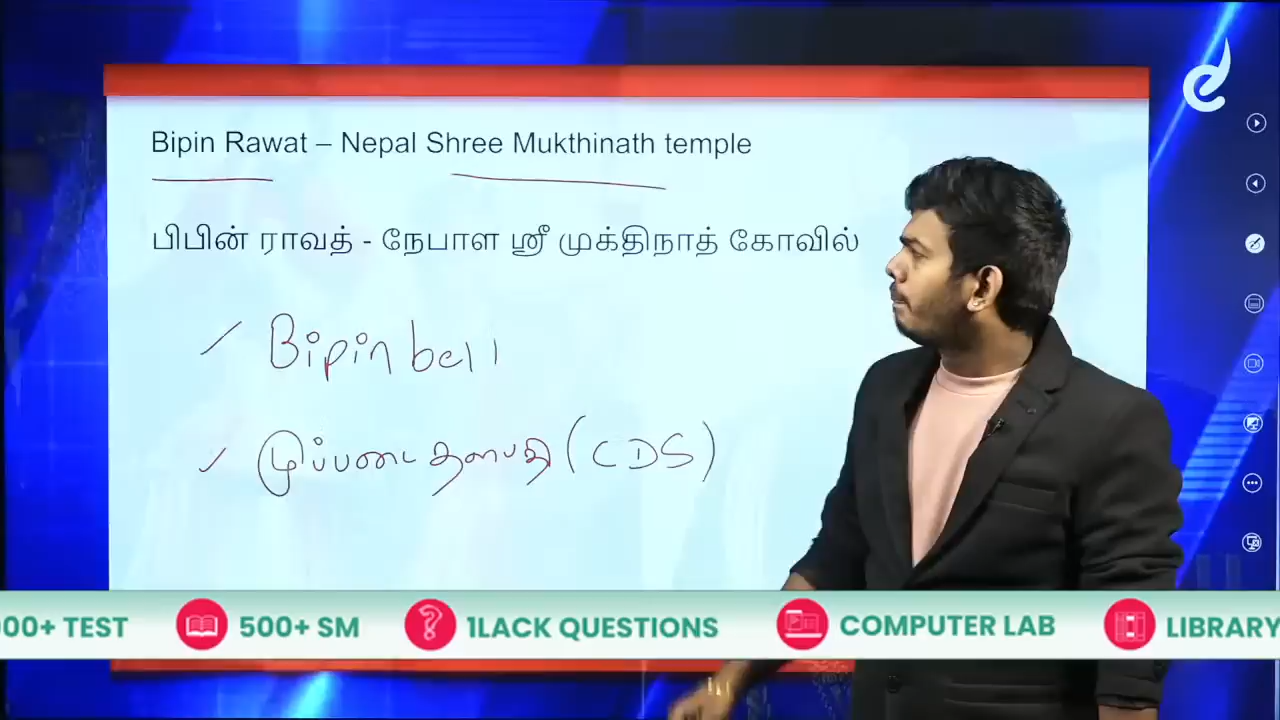 Bipin Rawat – Nepal Shree Mukthinath temple
பிபின் ராவத் - நேபாள ஸ்ரீ முக்திநாத் கோவில்
Bipin bell
முப்படை தளபதி (CDS)
00+ TEST 500+ SM 1LACK QUESTIONS COMPUTER LAB LIBRARY